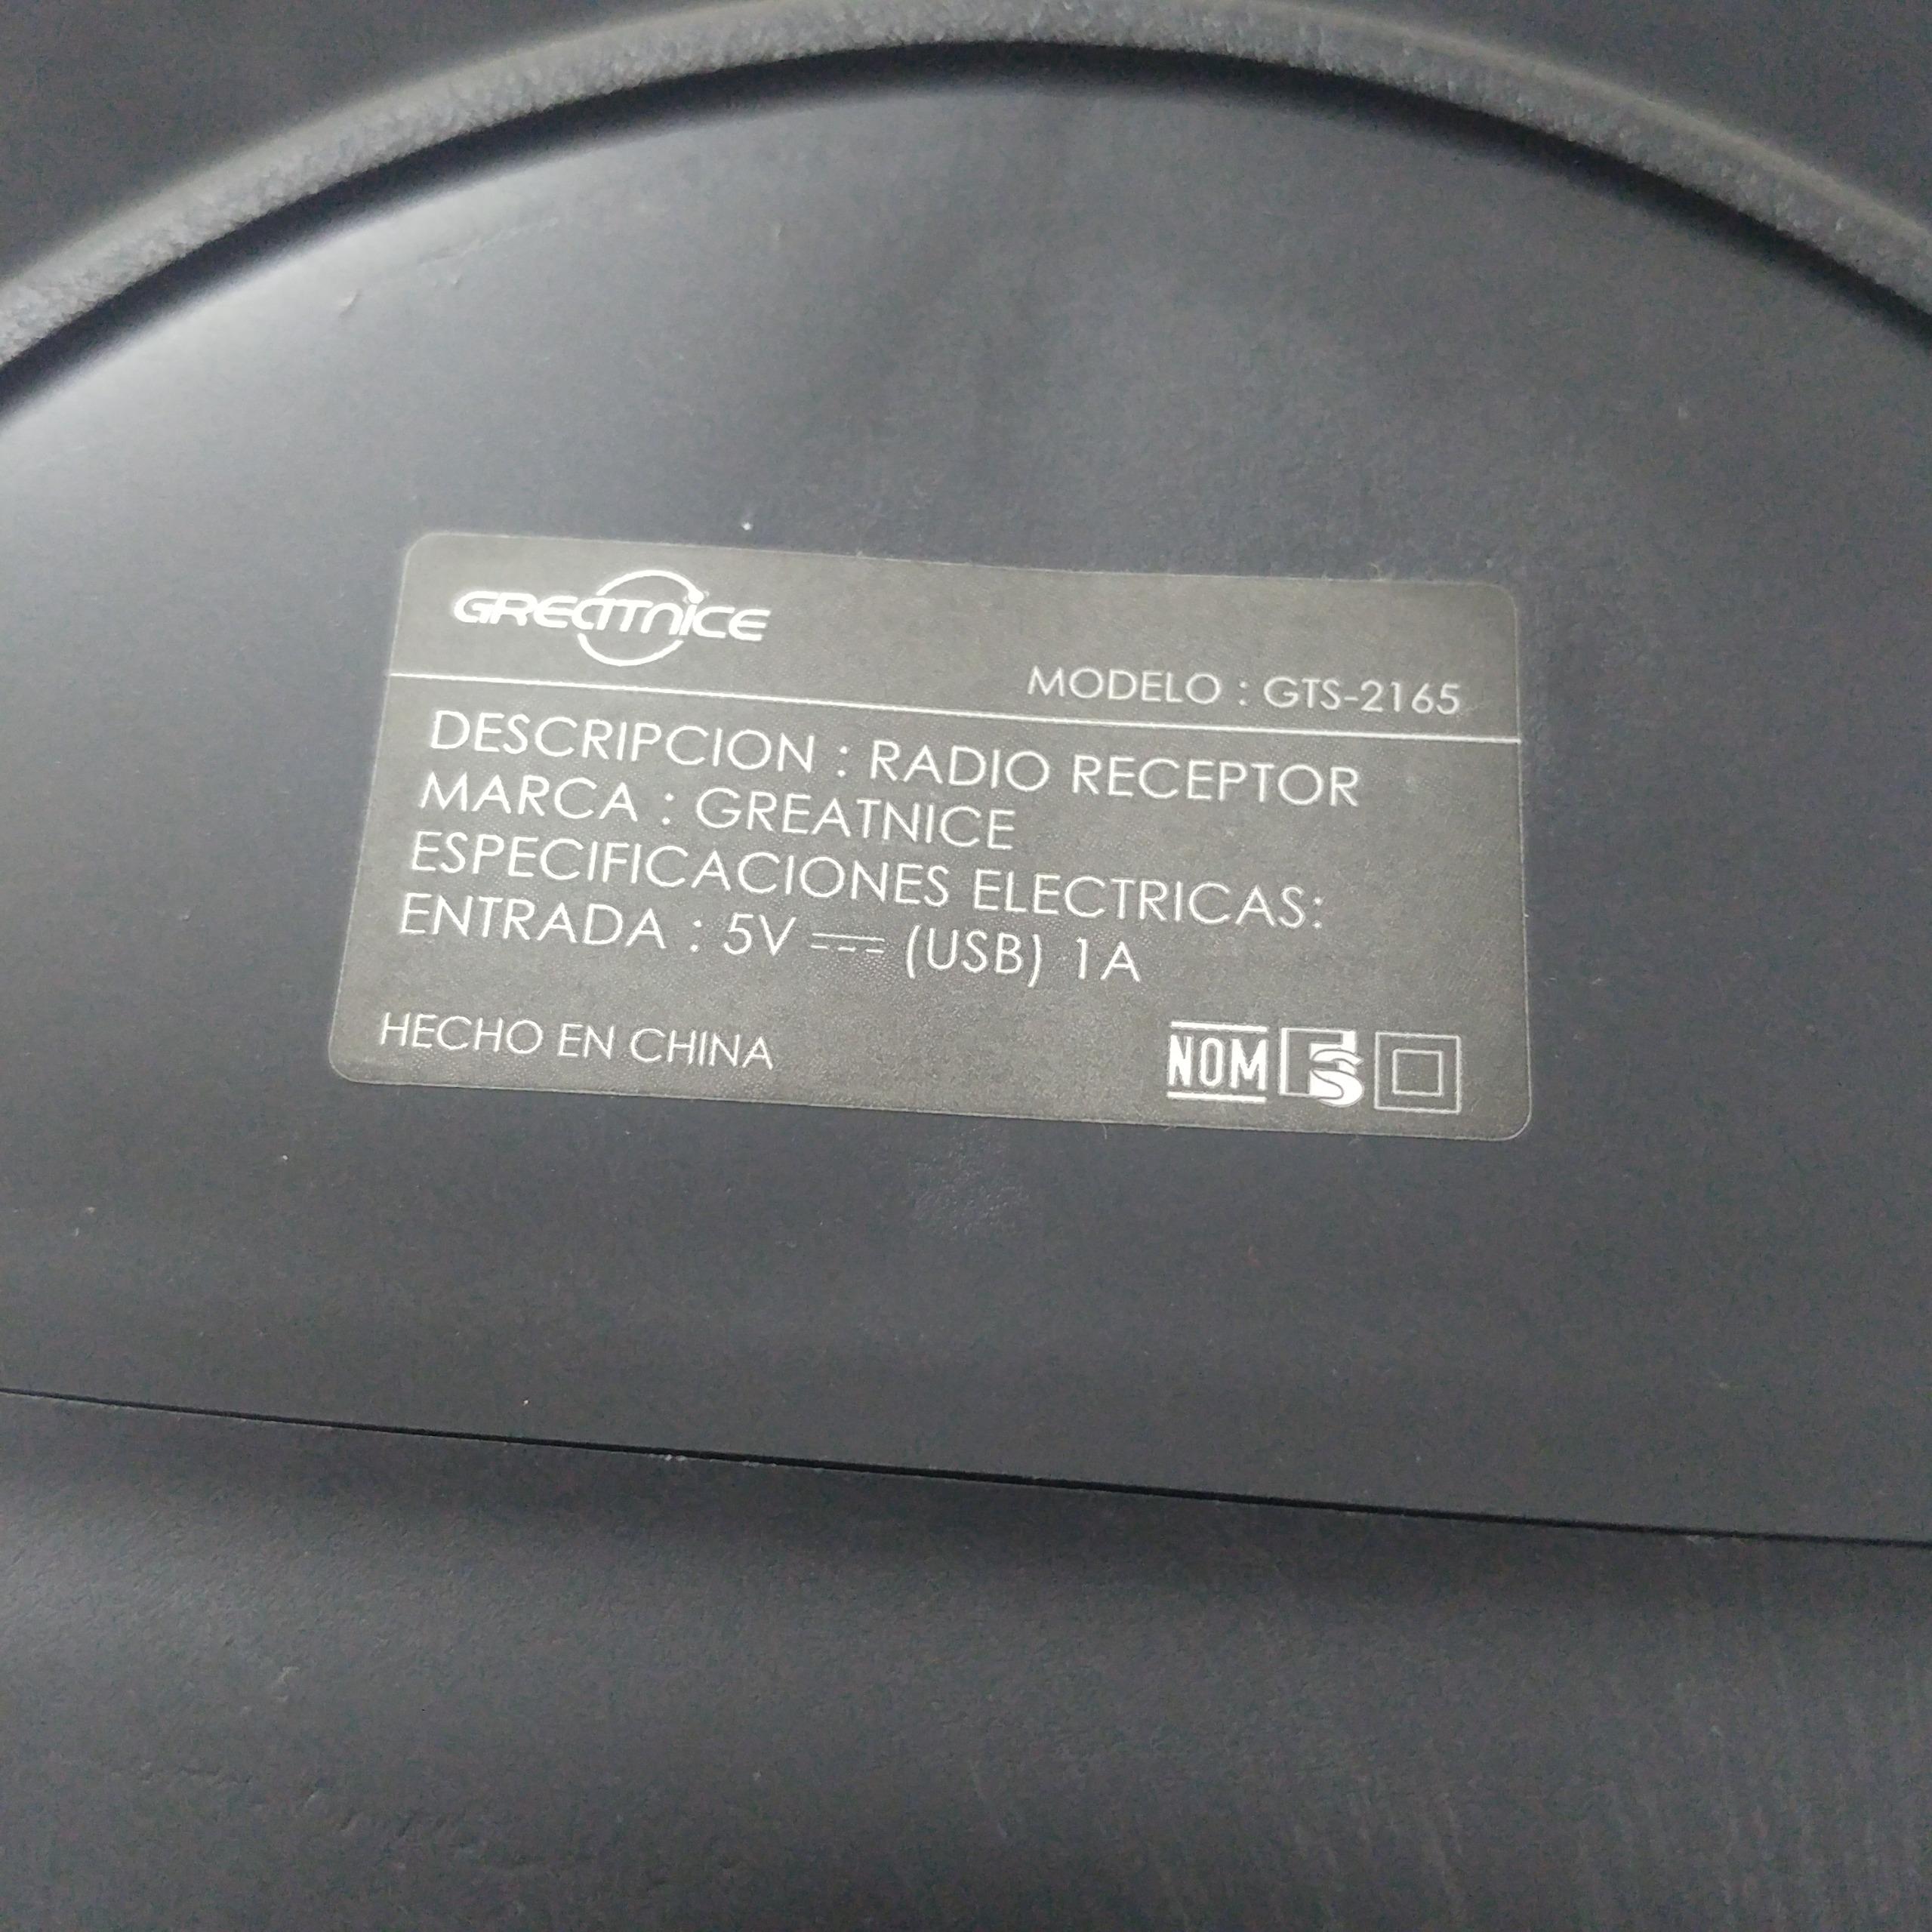 GREATNICE
MODELO : GTS-2165
DESCRIPCION : RADIO RECEPTOR
MARCA : GREATNICE
ESPECIFICACIONES ELECTRICAS:
ENTRADA : 5V ⎓ (USB) 1A
HECHO EN CHINA
NOM